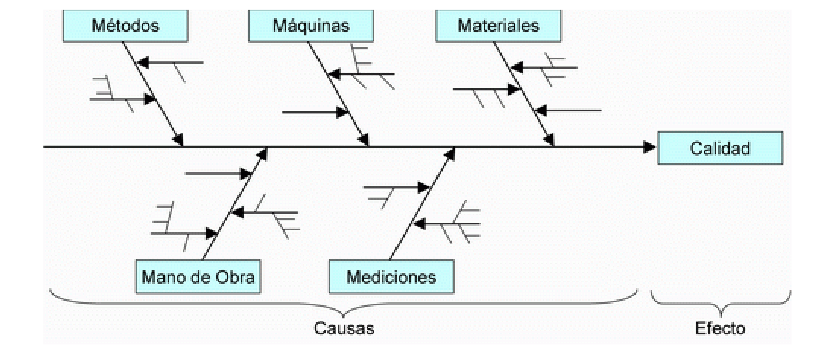 Métodos
Máquinas
Materiales
Calidad
Mano de Obra
Mediciones
Causas
Efecto